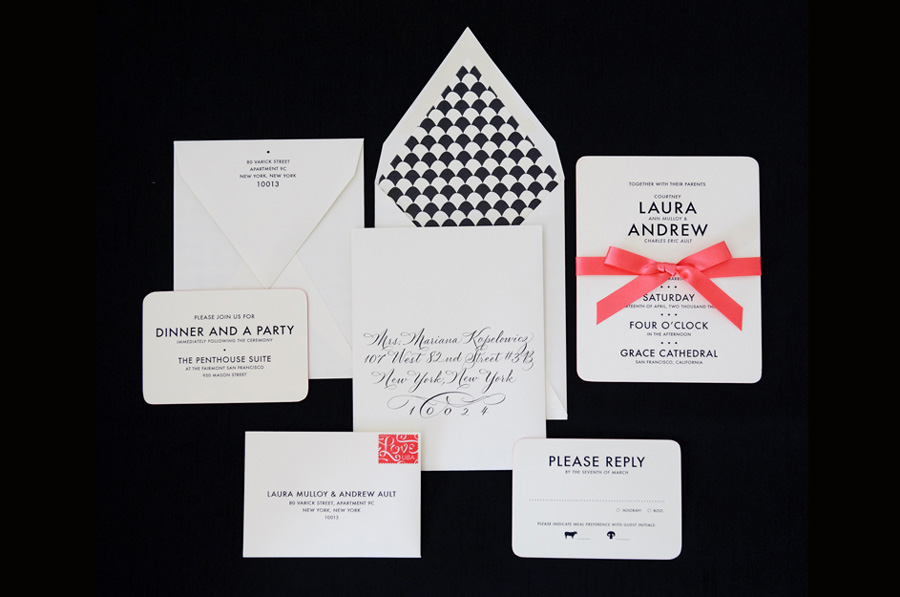 80 VARICK STREET
APARTMENT 9C
NEW YORK, NEW YORK
10013
PLEASE JOIN US FOR
DINNER AND A PARTY
IMMEDIATELY FOLLOWING THE CEREMONY
THE PENTHOUSE SUITE
AT THE FAIRMONT SAN FRANCISCO
950 MASON STREET
Mrs. Mariana Kopelowicz
107 West 82nd Street #3B
New York, New York
10024
TOGETHER WITH THEIR PARENTS
COURTNEY
LAURA
ANN MULLOY &
ANDREW
CHARLES ERIC AULT
SATURDAY
OF APRIL, TWO THOUSAND
FOUR O'CLOCK
IN THE AFTERNOON
GRACE CATHEDRAL
SAN FRANCISCO, CALIFORNIA
Love
USA
LAURA MULLOY & ANDREW AULT
80 VARICK STREET, APARTMENT 9C
NEW YORK, NEW YORK
10013
PLEASE REPLY
BY THE SEVENTH OF MARCH
PLEASE INDICATE MEAL PREFERENCE WITH GUEST INITIALS